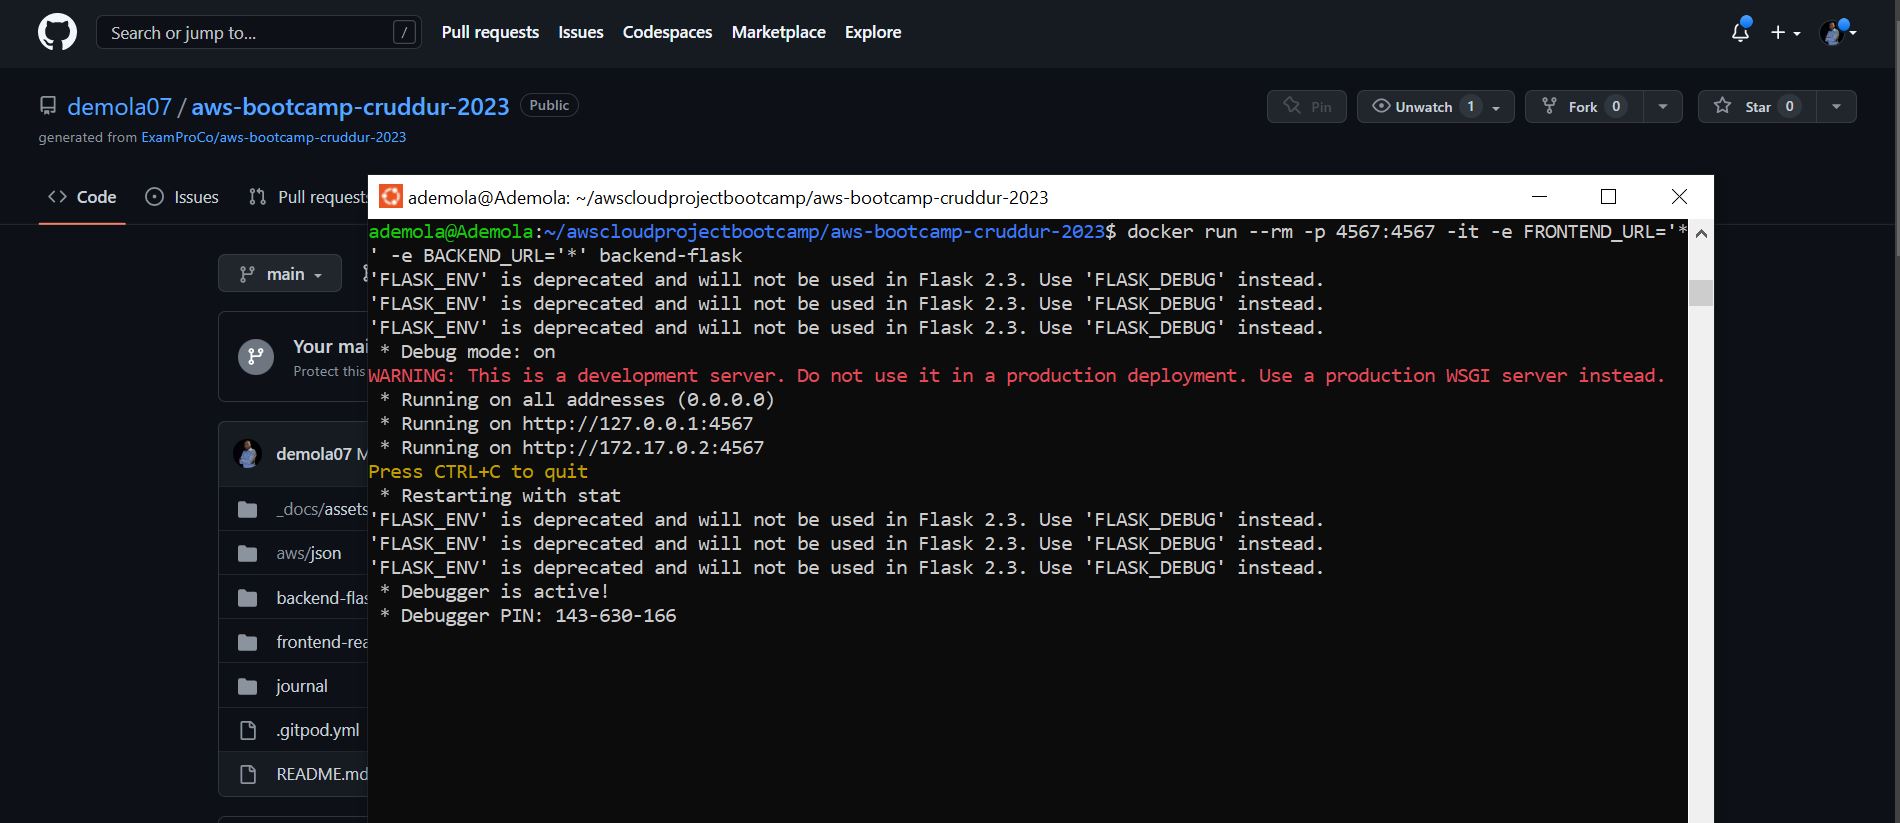 Search or jump to... /
Pull requests Issues Codespaces Marketplace Explore
demola07 / aws-bootcamp-cruddur-2023 Public
Pin Unwatch 1 Fork 0 Star 0
generated from ExamProCo/aws-bootcamp-cruddur-2023
Code Issues Pull requests
main
Your mai
Protect this
demola07 M
_docs/assets
aws/json
backend-flas
frontend-rea
journal
.gitpod.yml
README.md
ademola@Ademola: ~/awscloudprojectbootcamp/aws-bootcamp-cruddur-2023
ademola@Ademola:~/awscloudprojectbootcamp/aws-bootcamp-cruddur-2023$ docker run --rm -p 4567:4567 -it -e FRONTEND_URL='*
' -e BACKEND_URL='*' backend-flask
'FLASK_ENV' is deprecated and will not be used in Flask 2.3. Use 'FLASK_DEBUG' instead.
'FLASK_ENV' is deprecated and will not be used in Flask 2.3. Use 'FLASK_DEBUG' instead.
'FLASK_ENV' is deprecated and will not be used in Flask 2.3. Use 'FLASK_DEBUG' instead.
* Debug mode: on
WARNING: This is a development server. Do not use it in a production deployment. Use a production WSGI server instead.
* Running on all addresses (0.0.0.0)
* Running on http://127.0.0.1:4567
* Running on http://172.17.0.2:4567
Press CTRL+C to quit
* Restarting with stat
'FLASK_ENV' is deprecated and will not be used in Flask 2.3. Use 'FLASK_DEBUG' instead.
'FLASK_ENV' is deprecated and will not be used in Flask 2.3. Use 'FLASK_DEBUG' instead.
'FLASK_ENV' is deprecated and will not be used in Flask 2.3. Use 'FLASK_DEBUG' instead.
* Debugger is active!
* Debugger PIN: 143-630-166